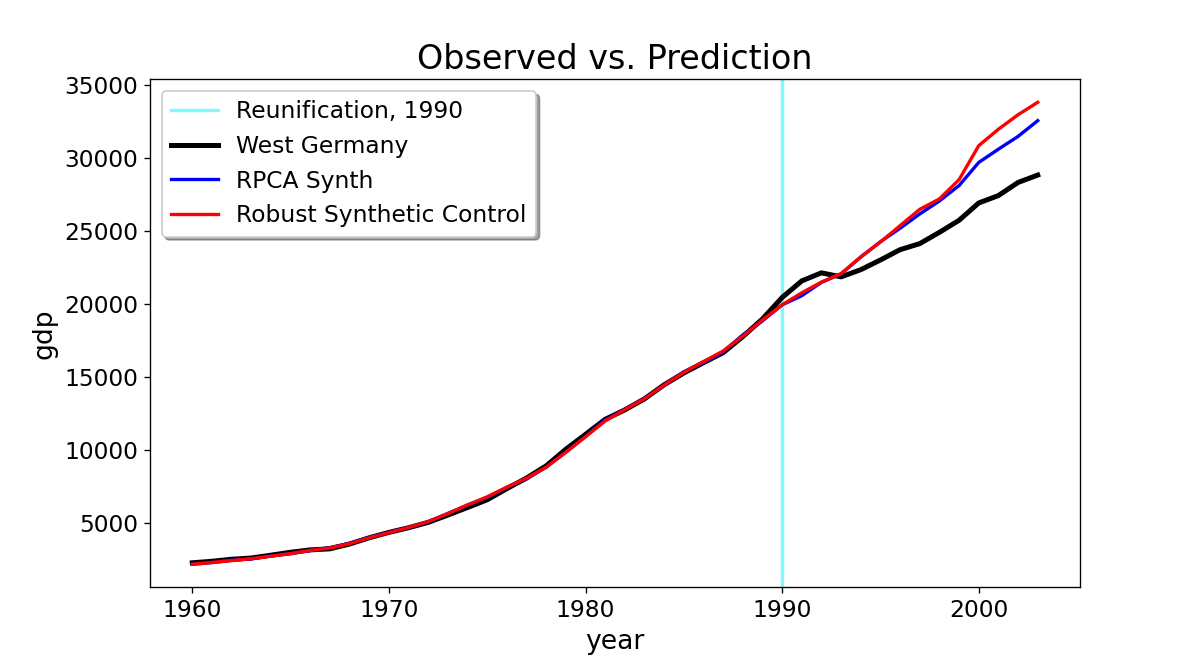 Observed vs. Prediction
35000
30000
25000
20000
15000
10000
5000
gdp
Reunification, 1990
West Germany
RPCA Synth
Robust Synthetic Control
1960 1970 1980 1990 2000
year